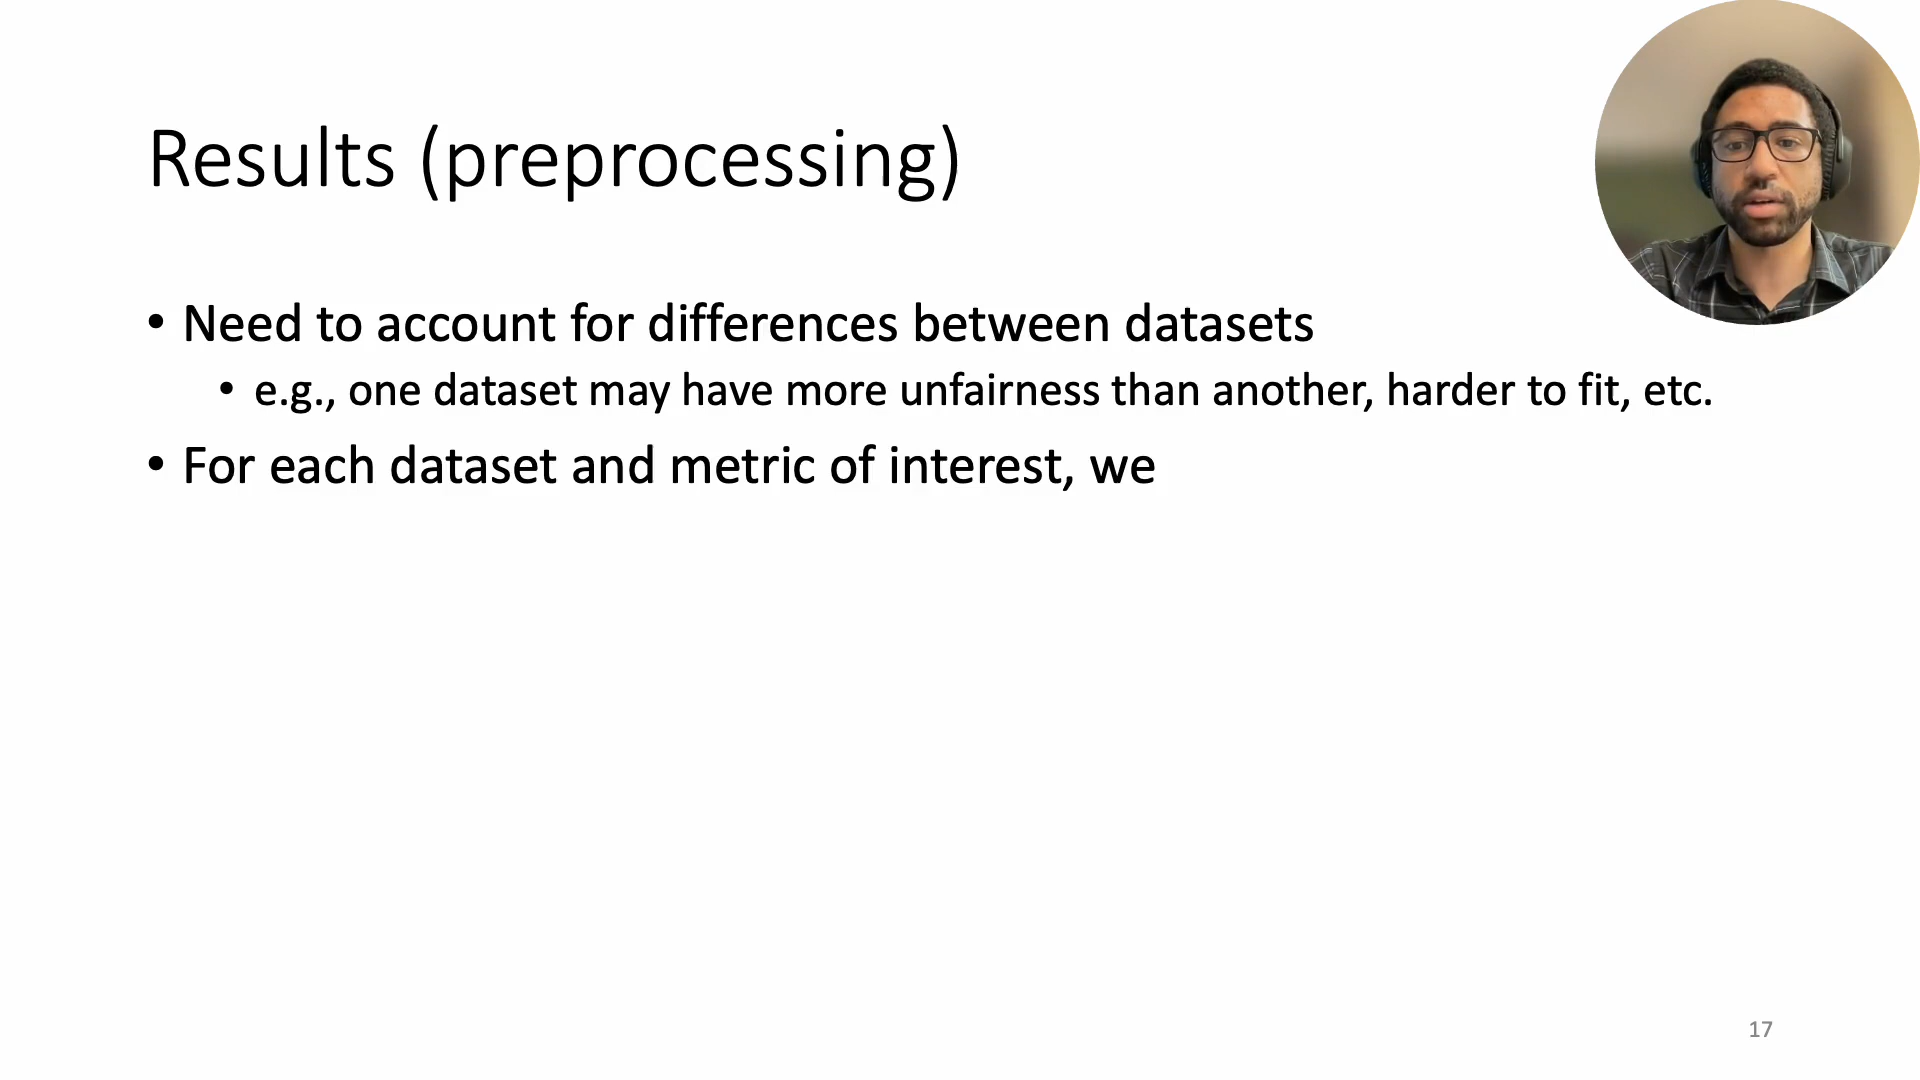 Results (preprocessing)
• Need to account for differences between datasets
• e.g., one dataset may have more unfairness than another, harder to fit, etc.
• For each dataset and metric of interest, we
17